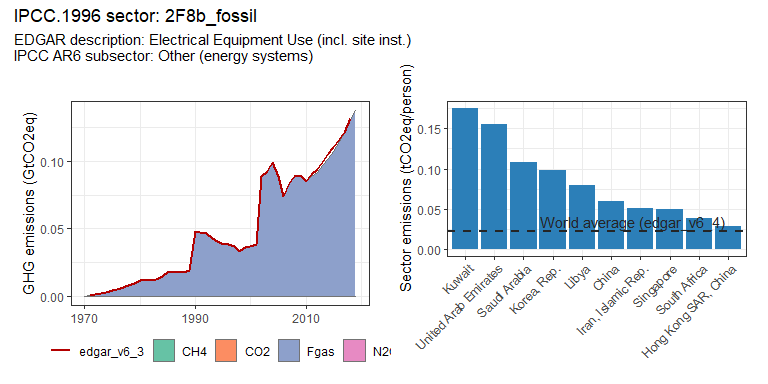 IPCC.1996 sector: 2F8b_fossil
EDGAR description: Electrical Equipment Use (incl. site inst.)
IPCC AR6 subsector: Other (energy systems)
GHG emissions (GtCO2eq)
0.10
0.05
0.00
1970
1990
2010
edgar_v6_3
CH4
CO2
Fgas
N2
Sector emissions (tCO2eq/person)
0.15
0.10
0.05
0.00
World average (edgar_v6_4)
Kuwait
United Arab Emirates
Saudi Arabia
Korea, Rep.
Libya
China
Iran, Islamic Rep.
Singapore
South Africa
Hong Kong SAR, China